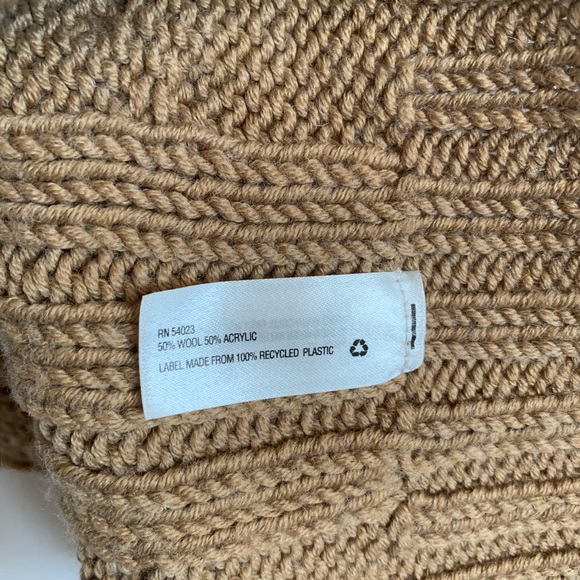 RN 54023
50% WOOL 50% ACRYLIC
LABEL MADE FROM 100% RECYCLED PLASTIC